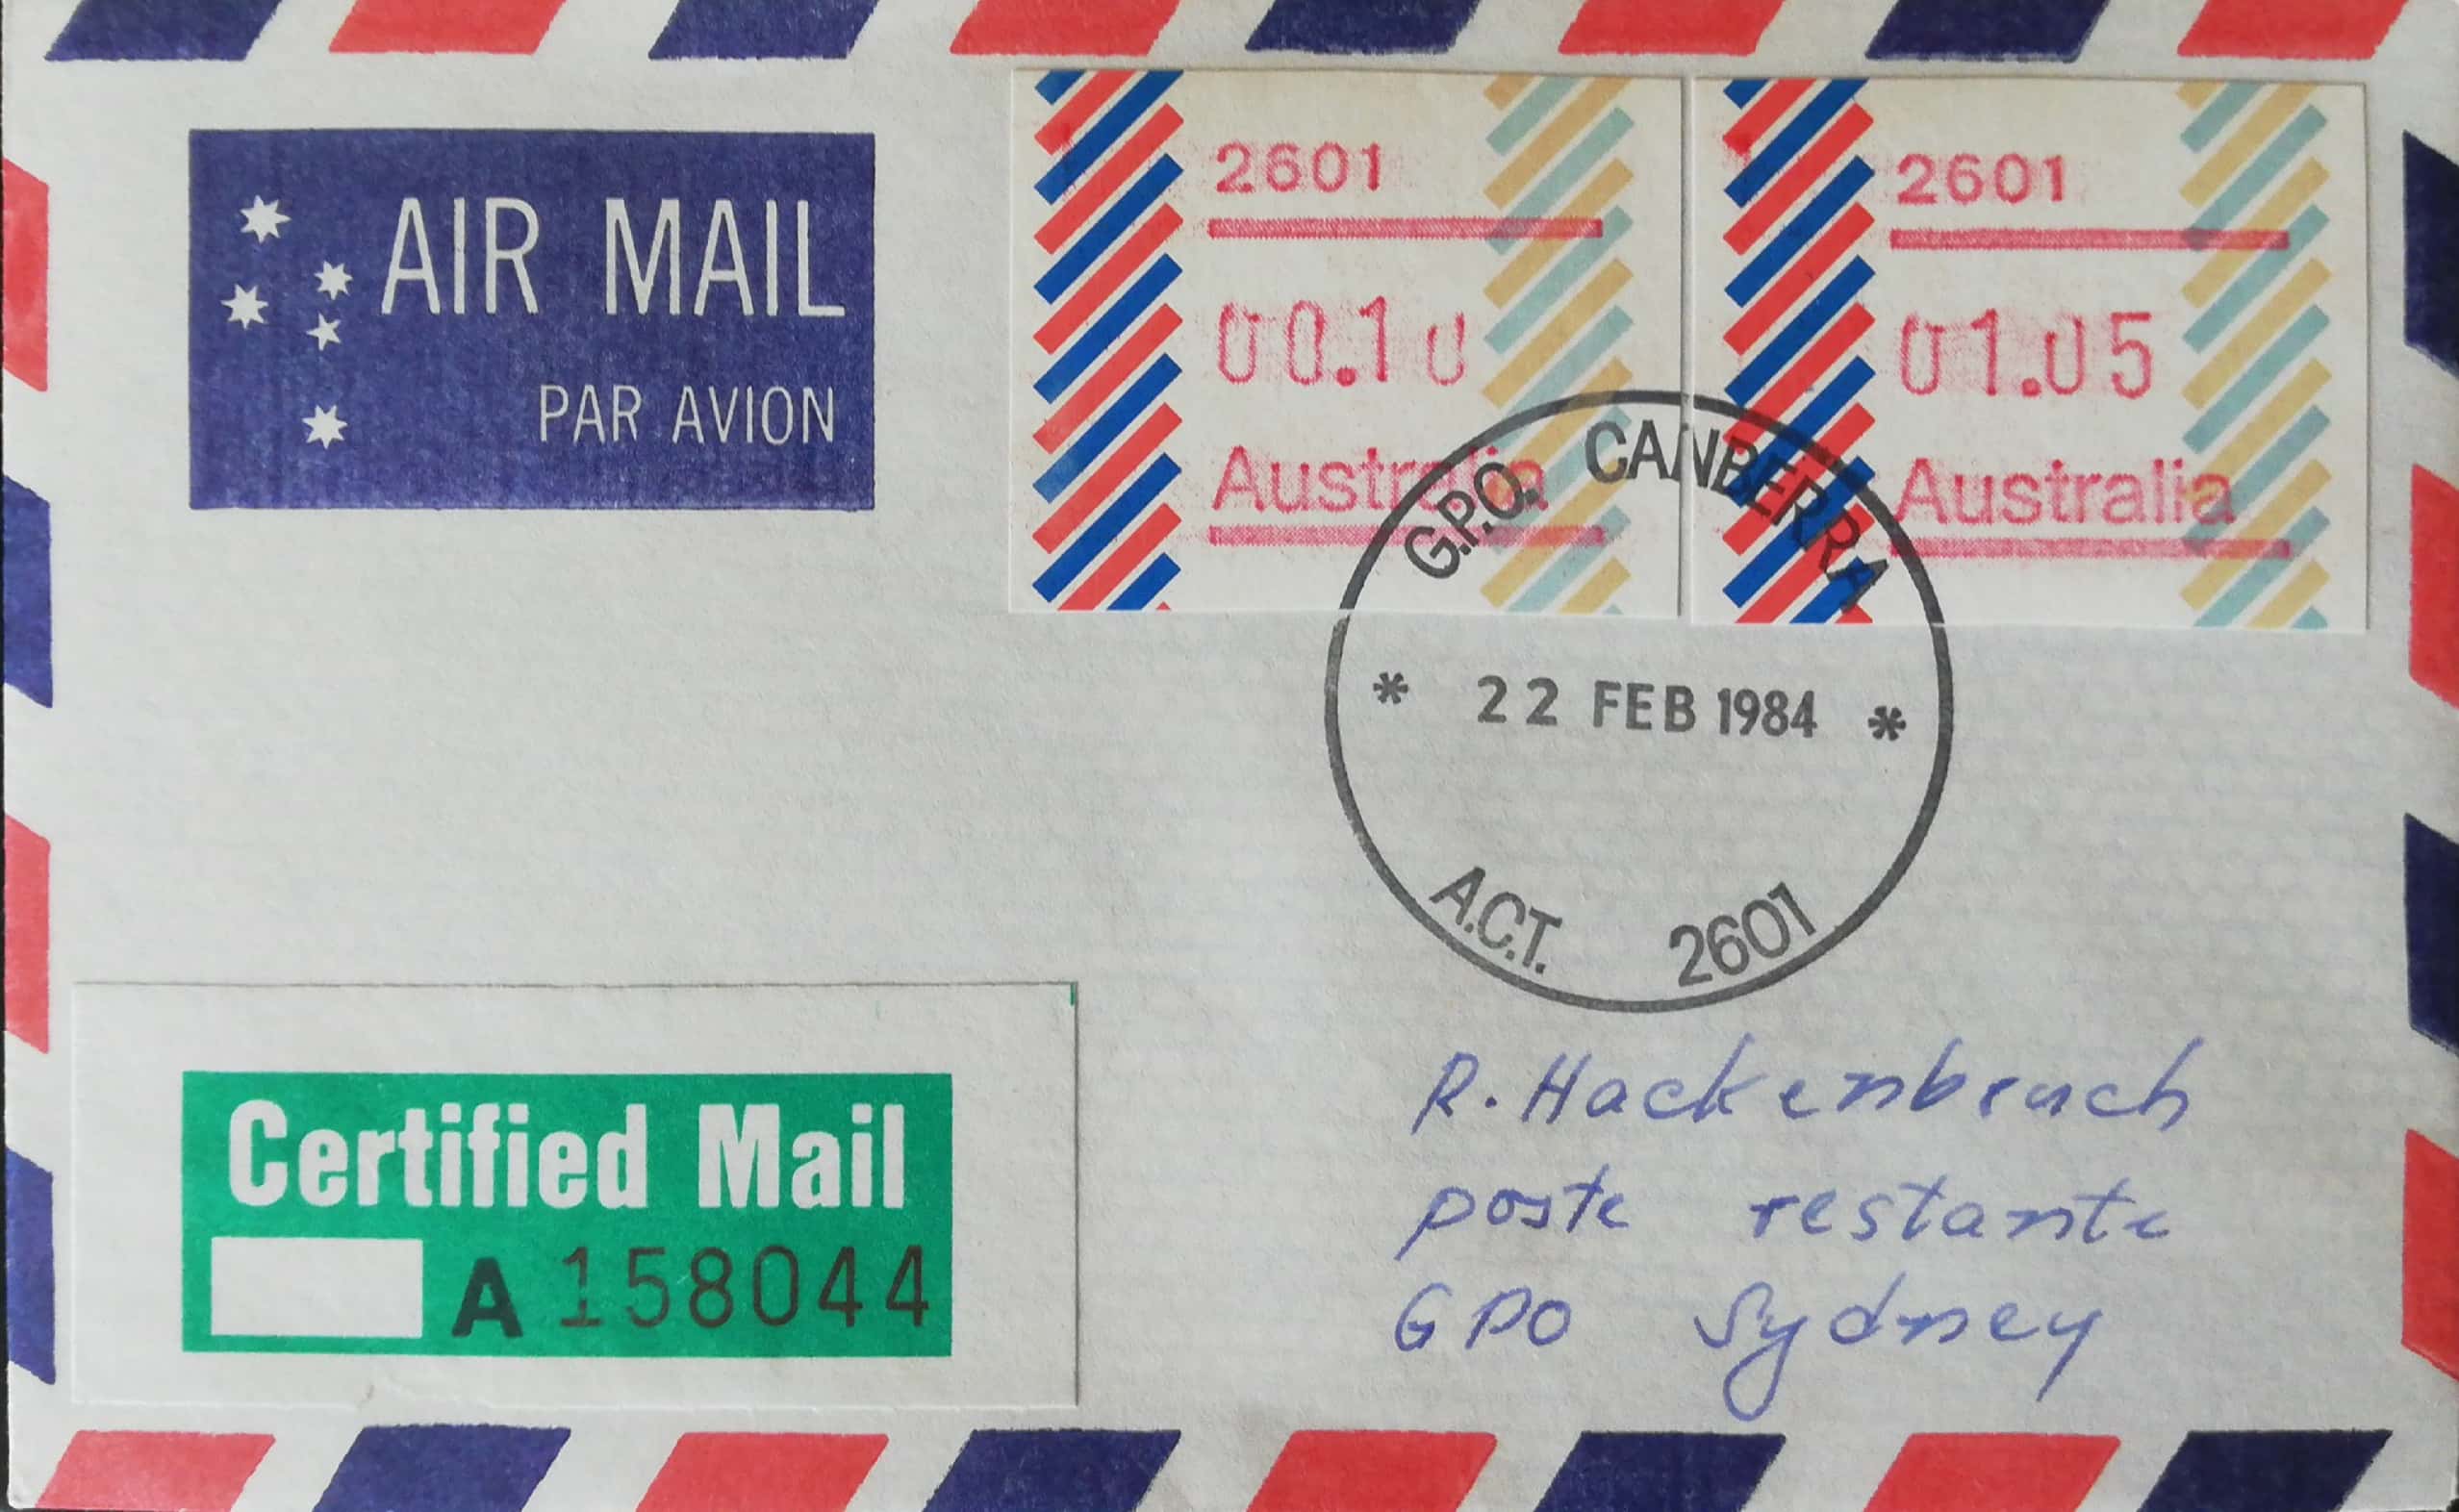 AIR MAIL
PAR AVION
2601
00.10
Australia
2601
01.05
Australia
G.P.O. CANBERRA
* 22 FEB 1984 *
A.C.T. 2601
Certified Mail
A 158044
R. Hackenbruch
poste restante
GPO Sydney